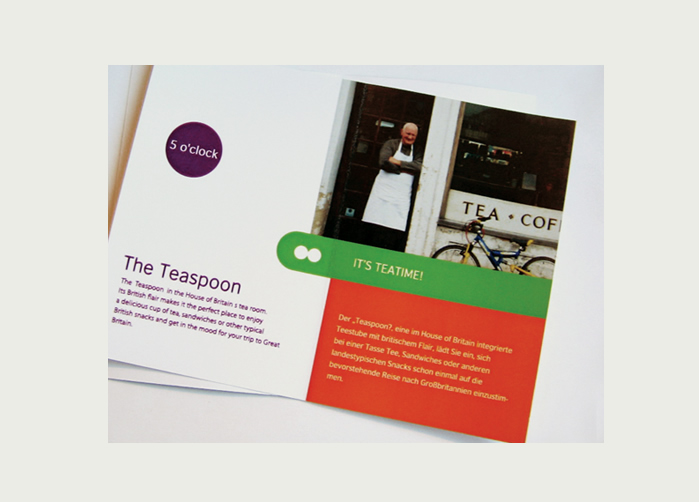 5 o'clock
The Teaspoon
The Teaspoon in the House of Britain s tea room.
Its British flair makes it the perfect place to enjoy
a delicious cup of tea, sandwiches or other typical
British snacks and get in the mood for your trip to Great
Britain.
TEA • COF
IT'S TEATIME!
Der „Teaspoon?, eine im House of Britain integrierte
Teestube mit britischem Flair, lädt Sie ein, sich
bei einer Tasse Tee, Sandwiches oder anderen
landestypischen Snacks schon einmal auf die
bevorstehende Reise nach Großbritannien einzustim-
men.